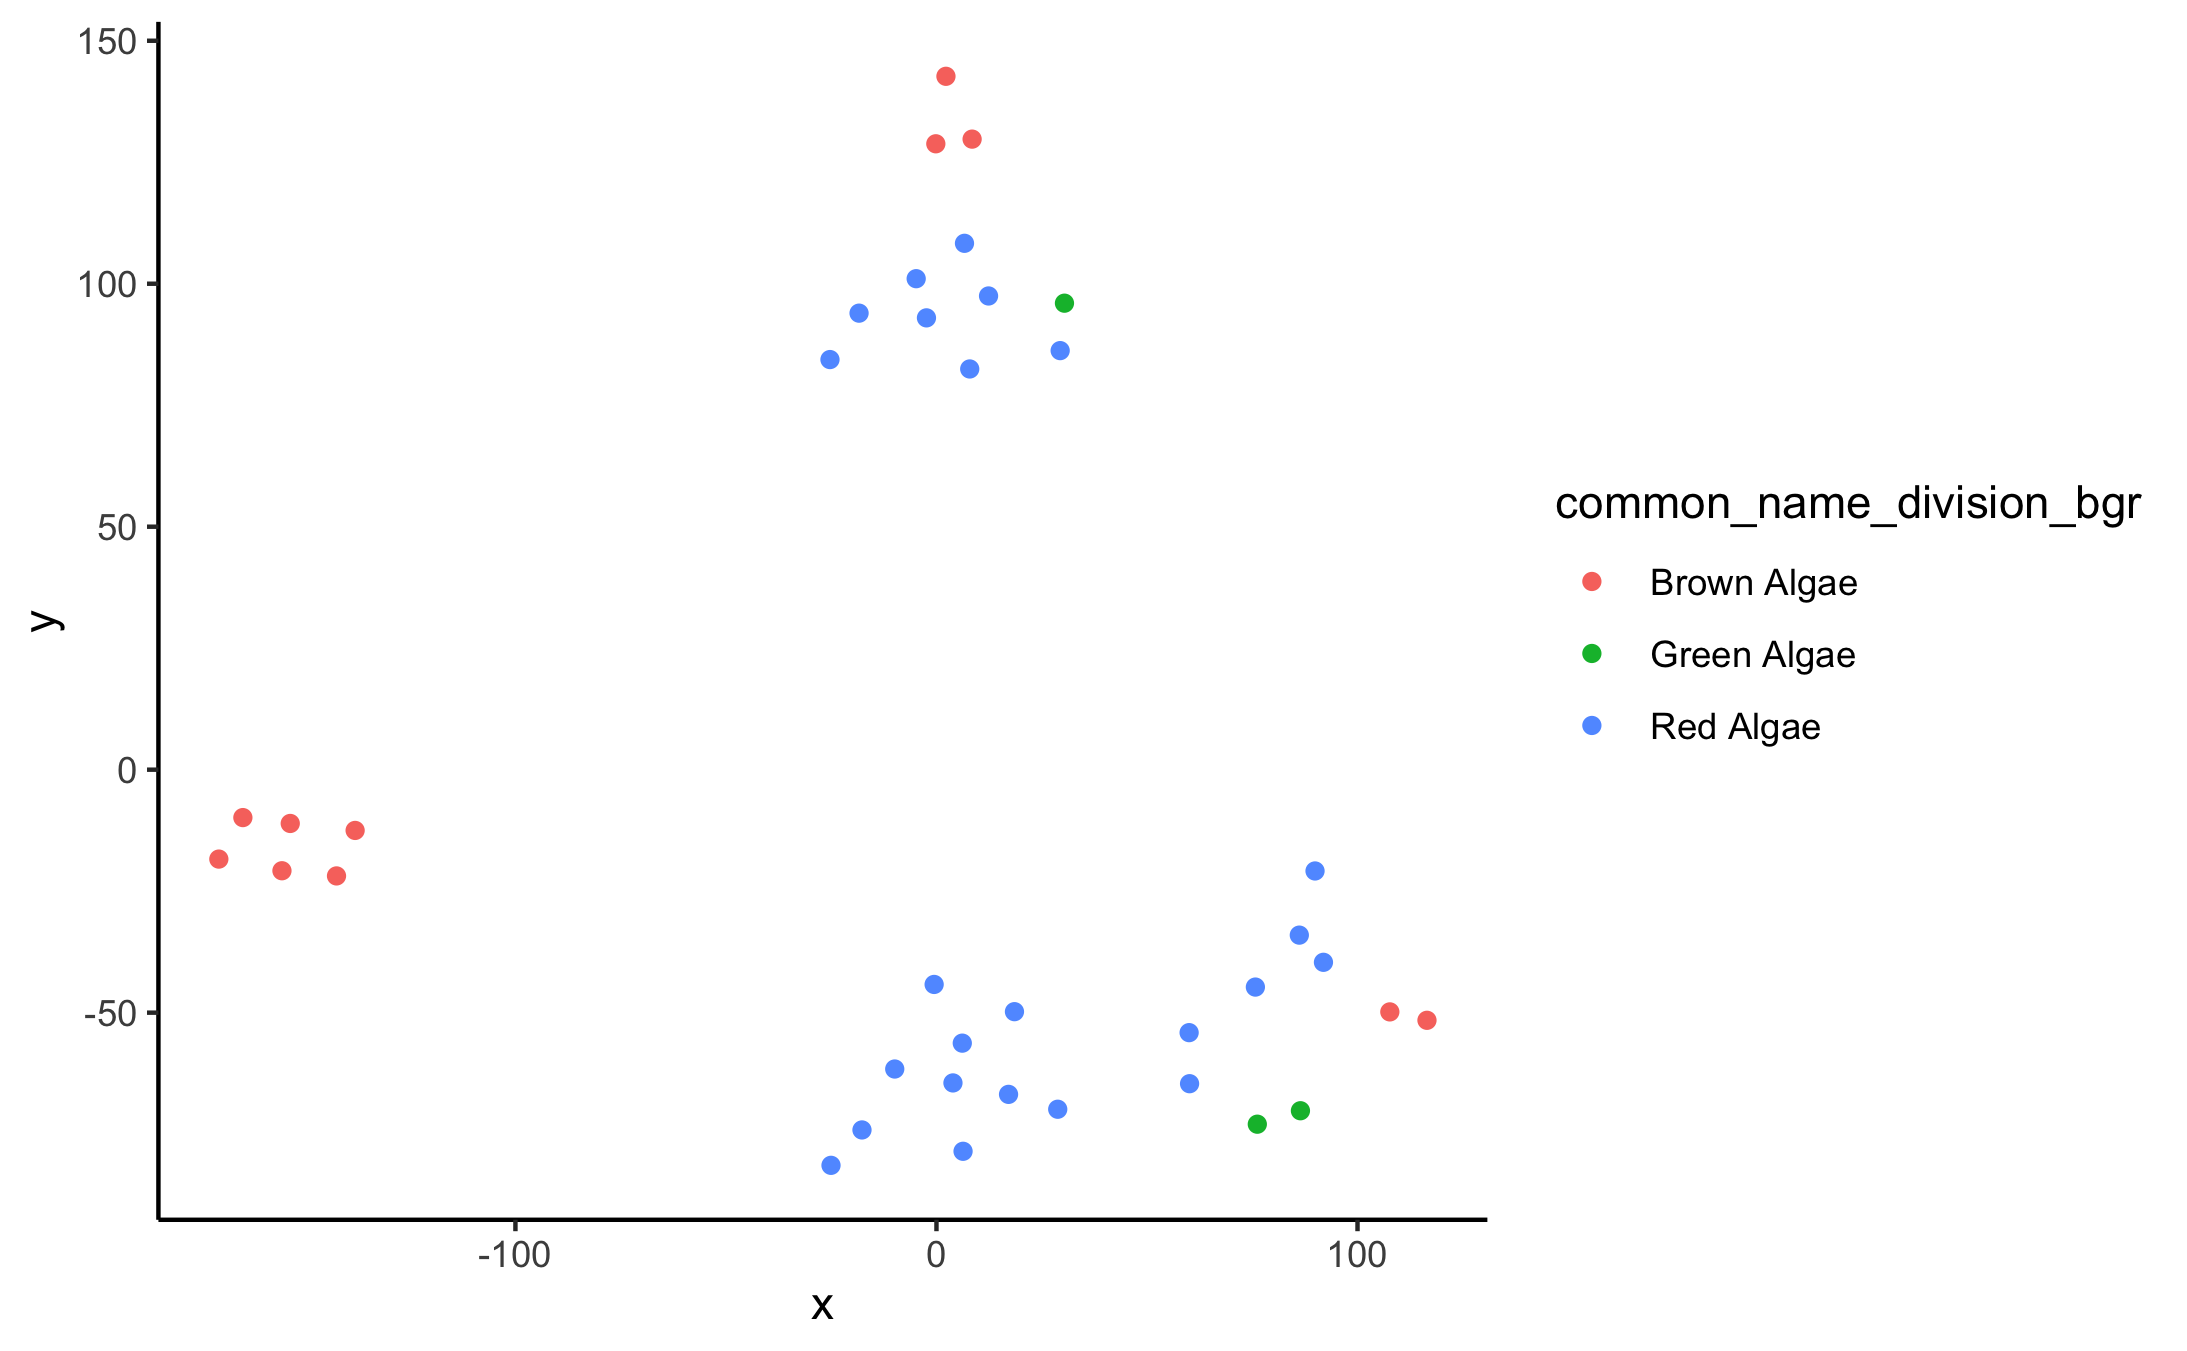 150
100
50
0
-50
y
-100
0
100
x
common_name_division_bgr
Brown Algae
Green Algae
Red Algae